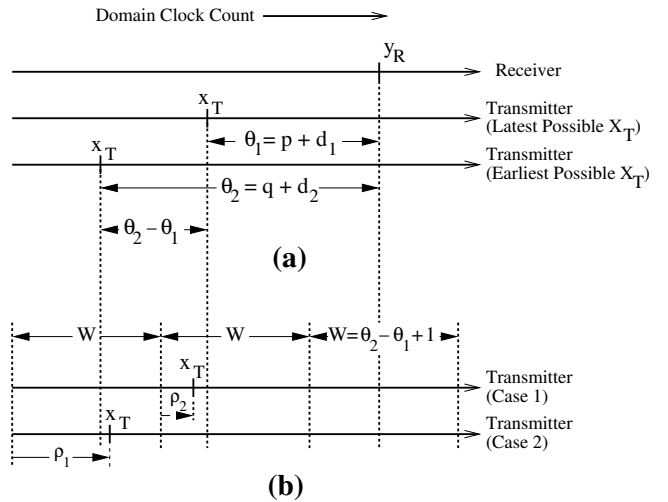 Domain Clock Count
y_R
Receiver
x_T
Transmitter
(Latest Possible X_T)
θ_1 = p + d_1
x_T
Transmitter
(Earliest Possible X_T)
θ_2 = q + d_2
θ_2 − θ_1
(a)
W
W
W=θ_2 − θ_1 + 1
x_T
Transmitter
(Case 1)
ρ_2
x_T
Transmitter
(Case 2)
ρ_1
(b)